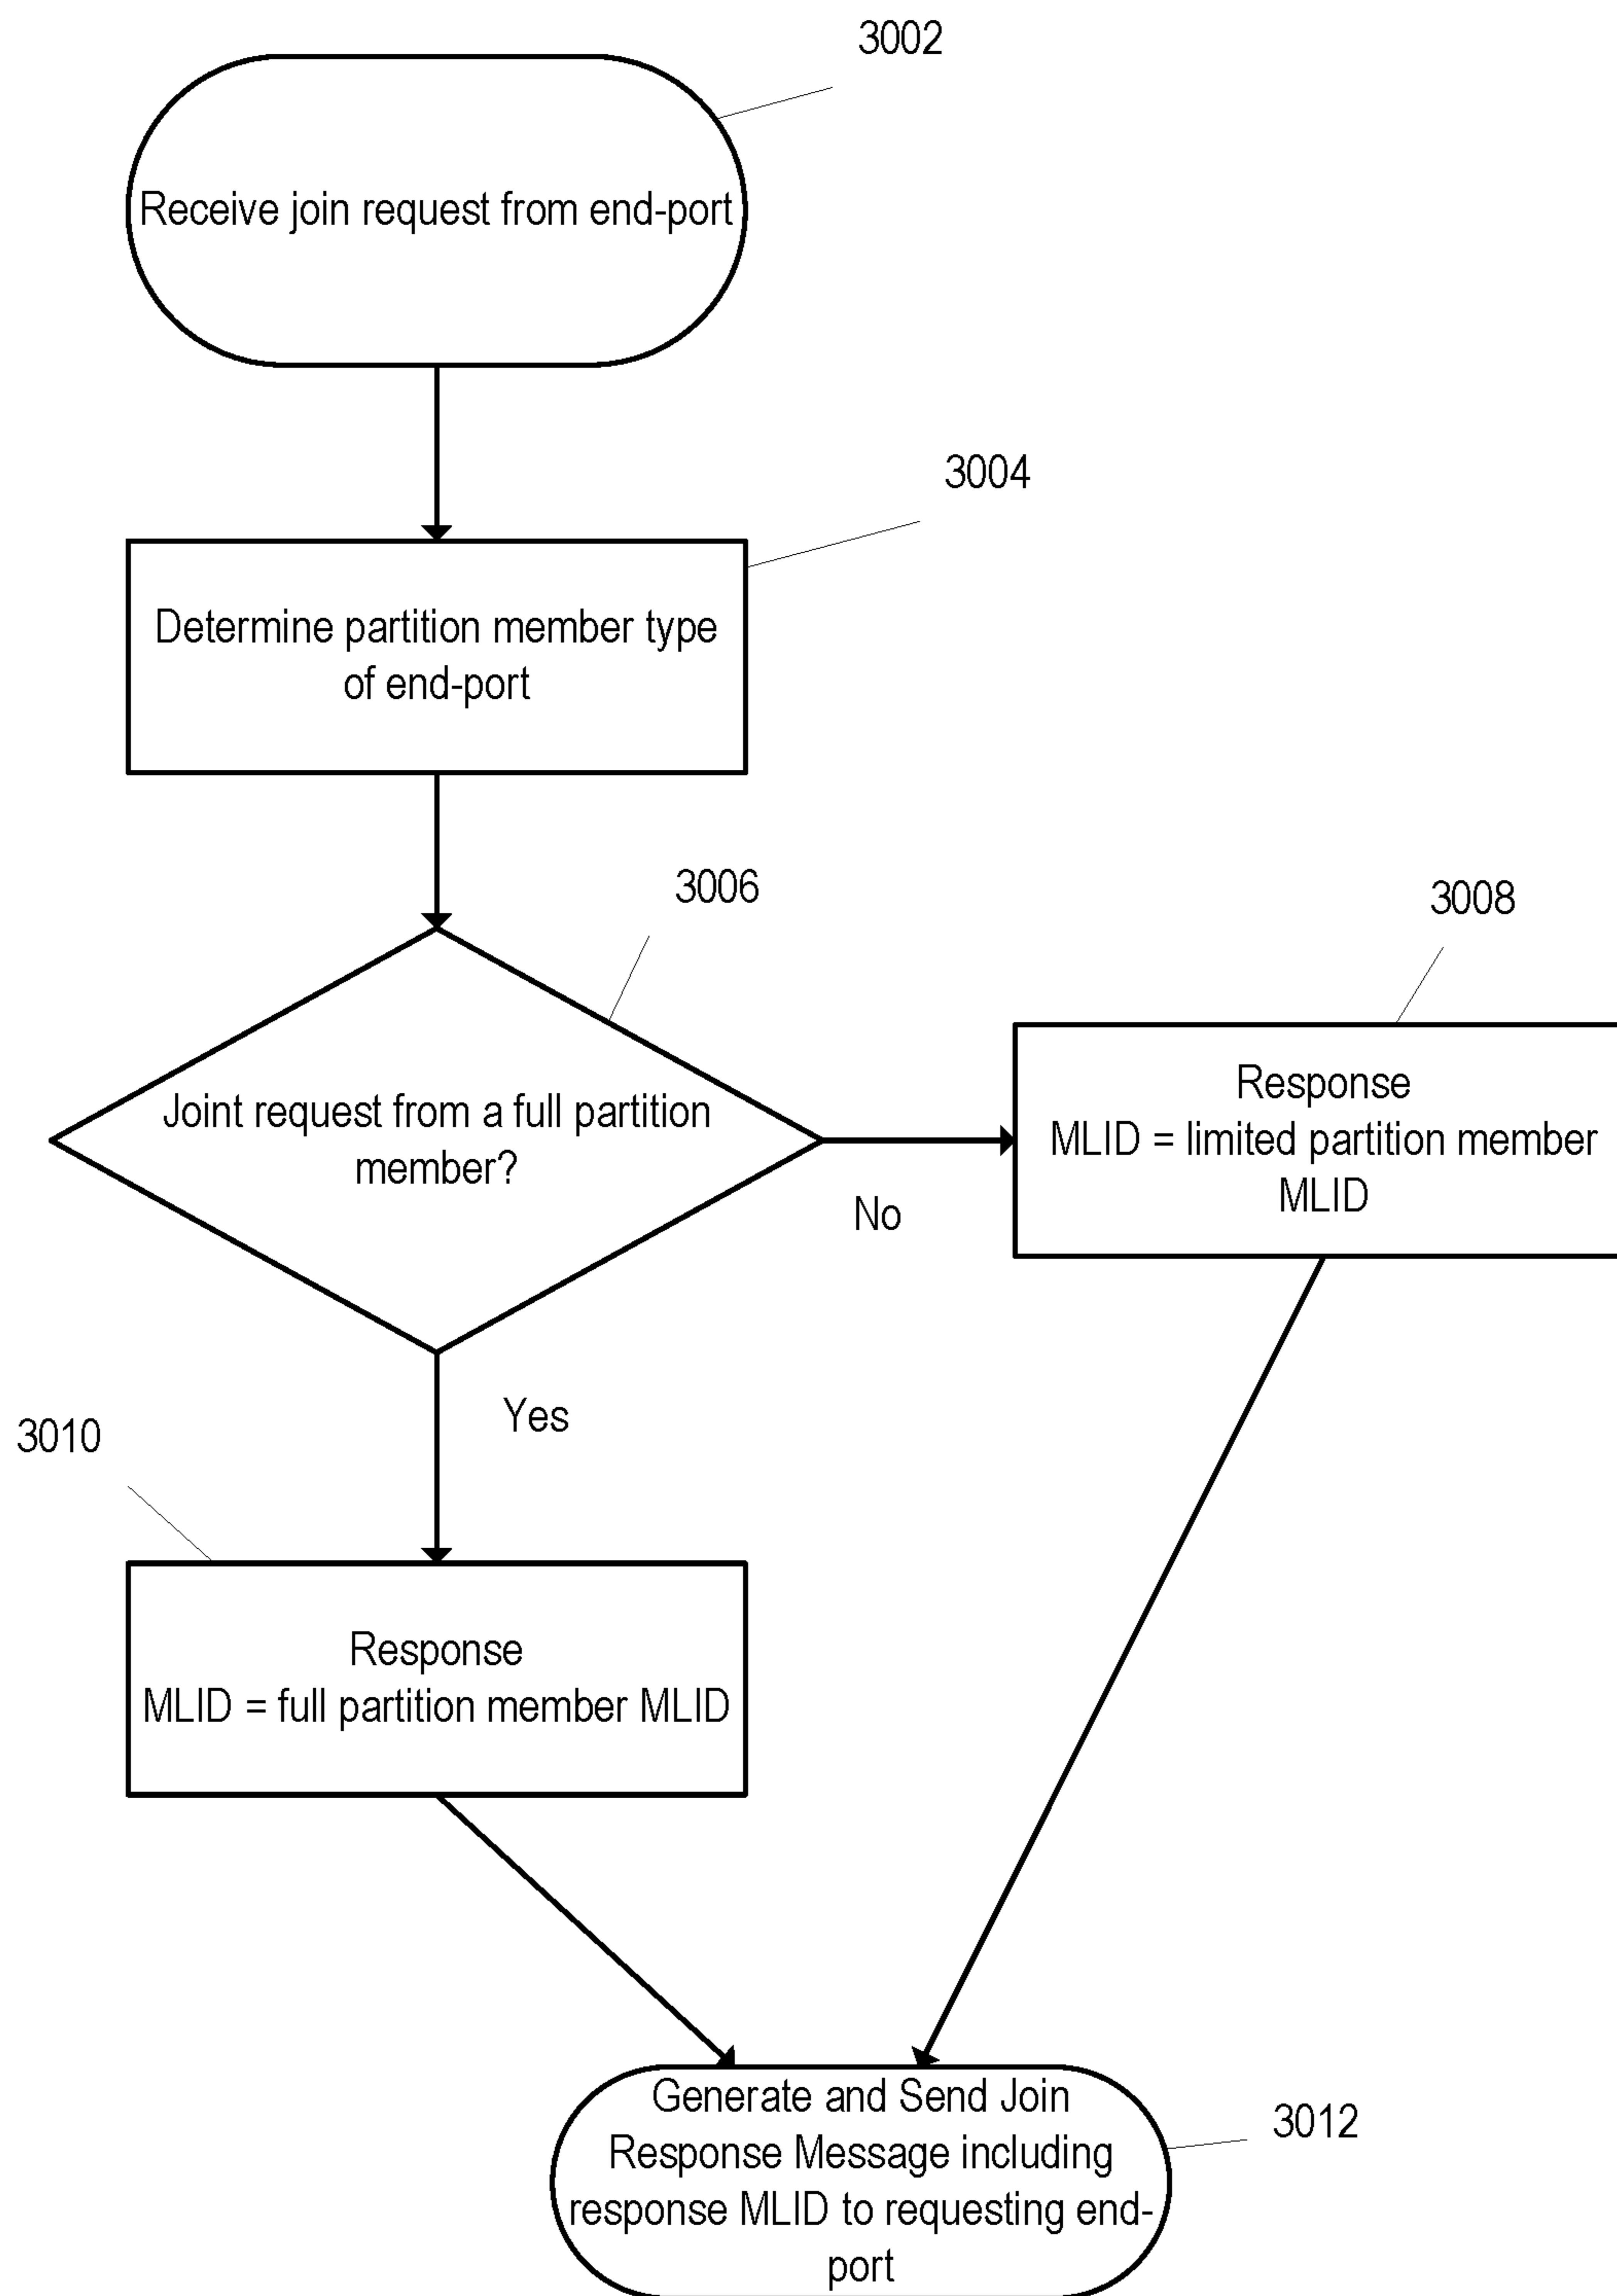 3002
Receive join request from end-port
3004
Determine partition member type
of end-port
3006
3008
Joint request from a full partition
member?
Response
MLID = limited partition member
MLID
No
Yes
3010
Response
MLID = full partition member MLID
Generate and Send Join
Response Message including
response MLID to requesting end-
port
3012